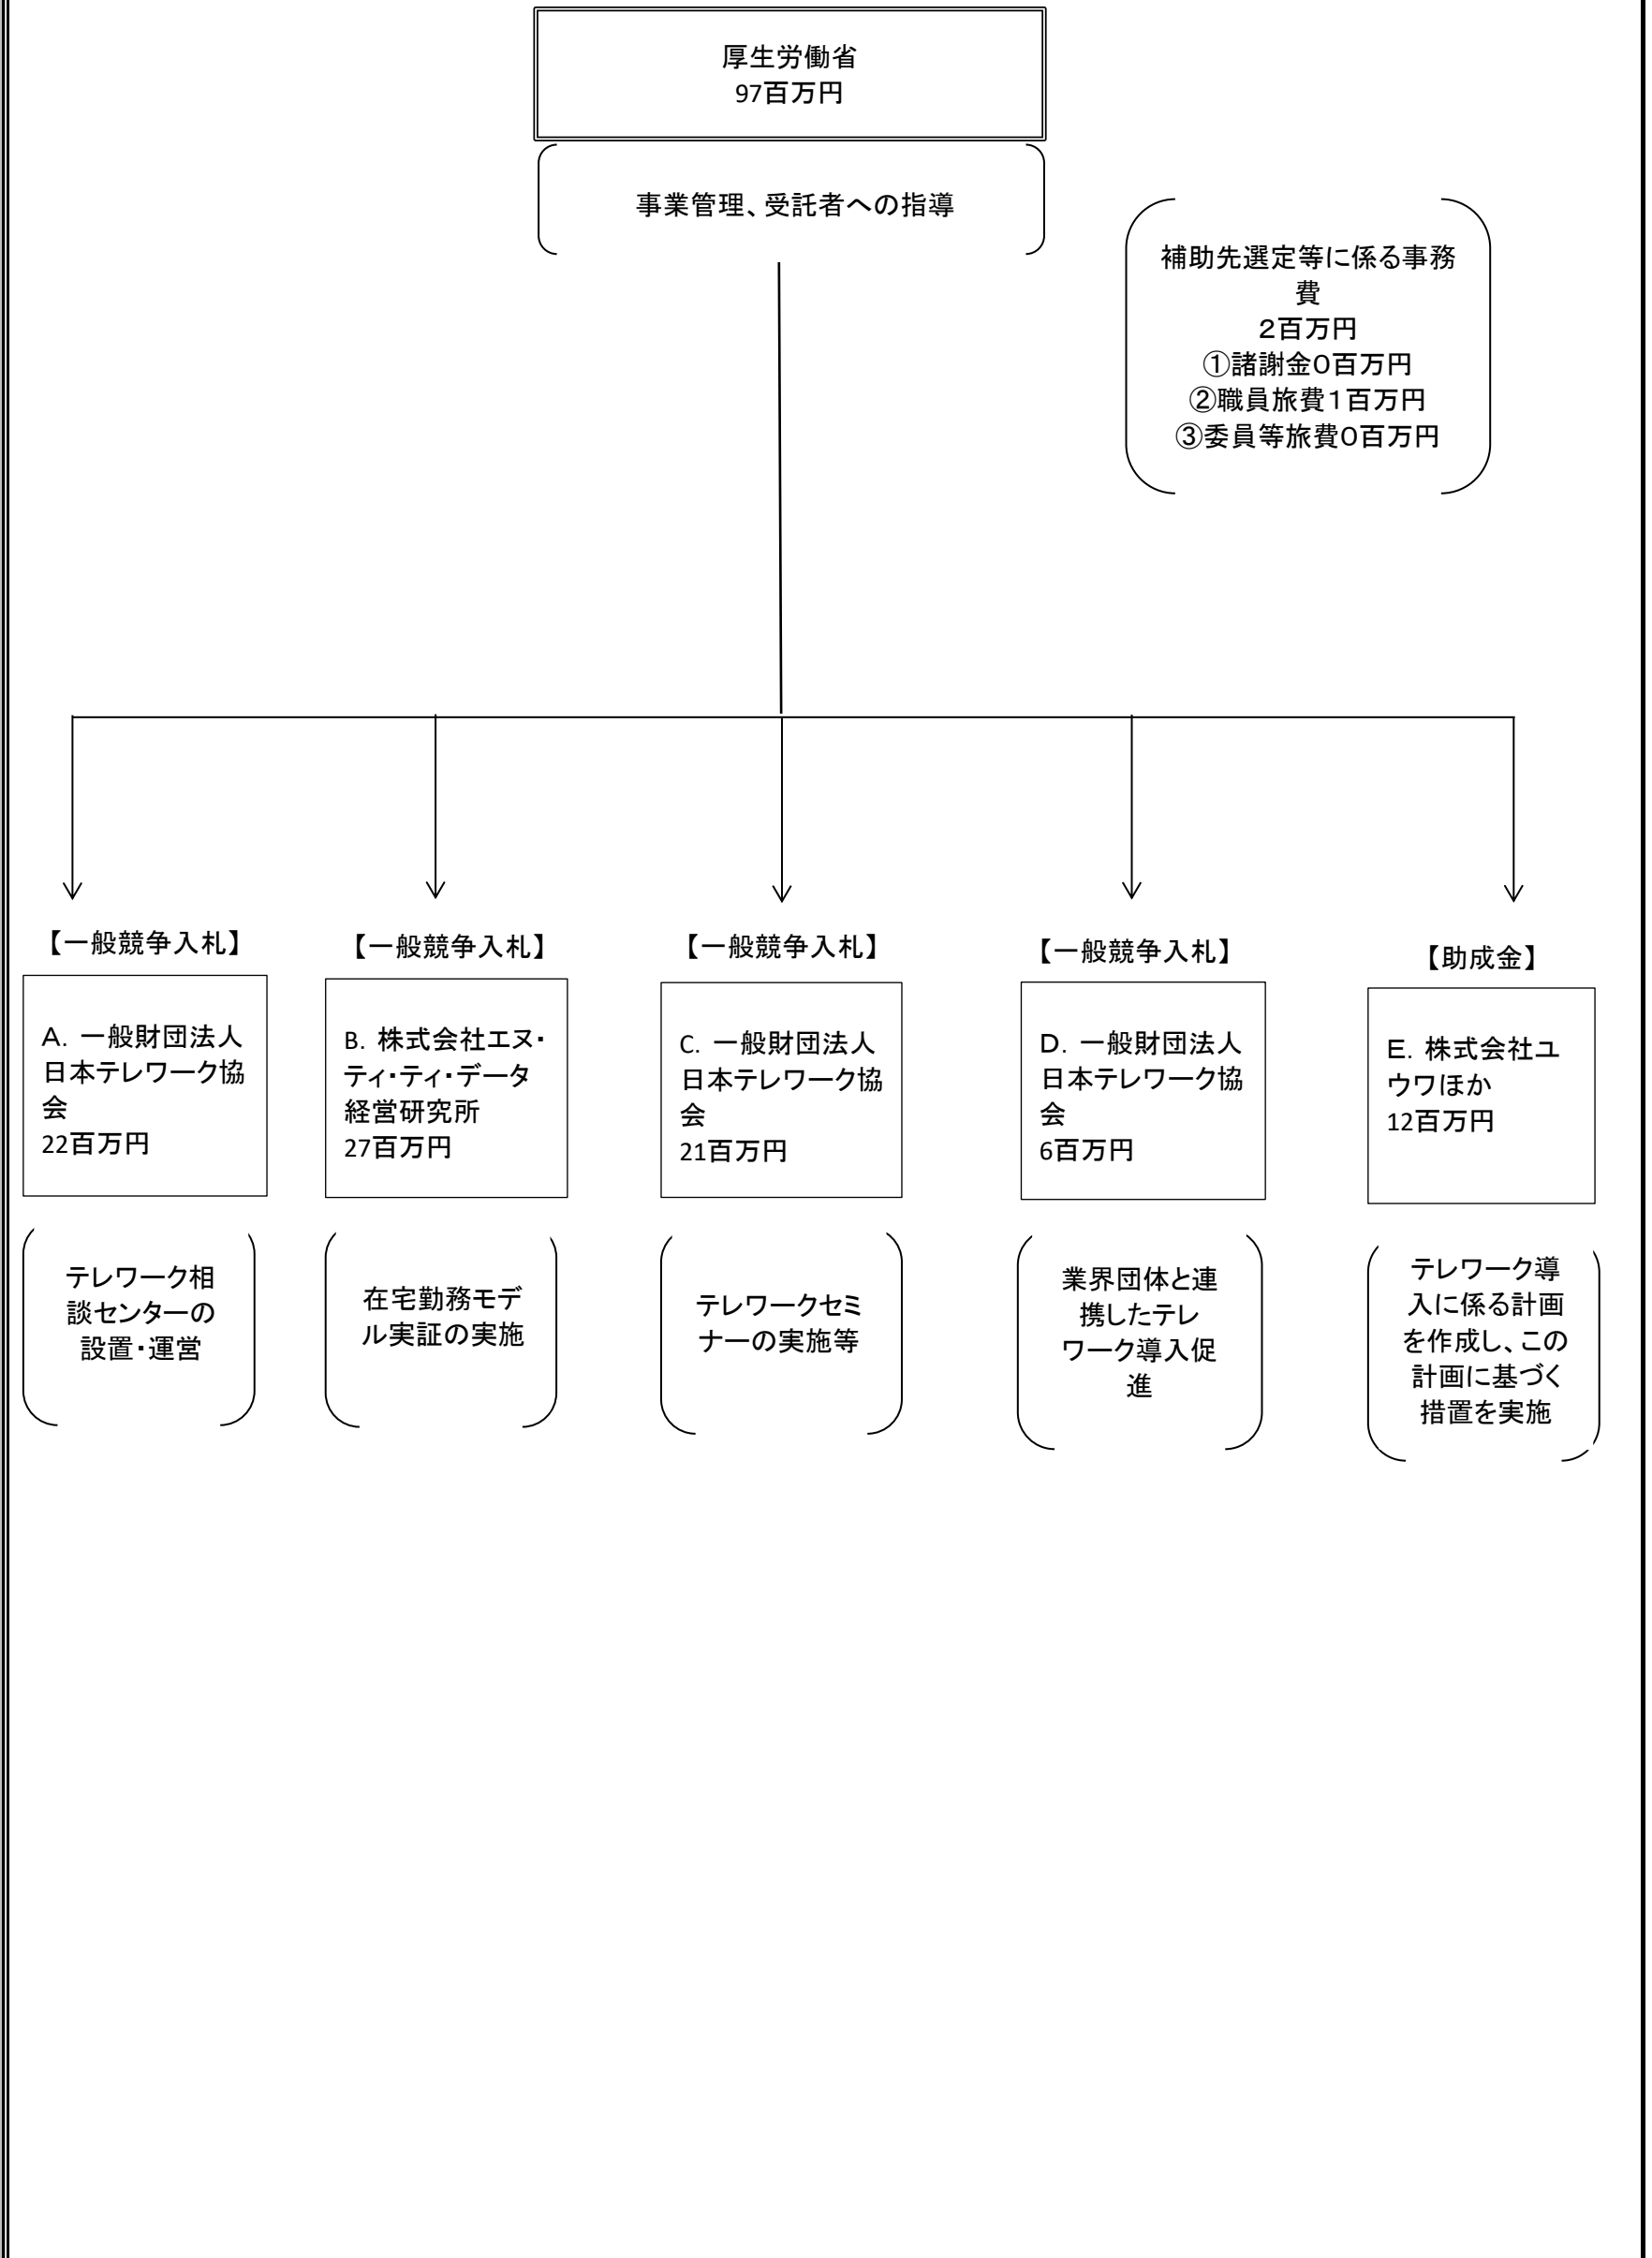 厚生労働省
97百万円
事業管理、受託者への指導
補助先選定等に係る事務
費
２百万円
①諸謝金０百万円
②職員旅費１百万円
③委員等旅費０百万円
【一般競争入札】
A. 一般財団法人
日本テレワーク協
会
22百万円
テレワーク相
談センターの
設置・運営
【一般競争入札】
B. 株式会社エヌ・
ティ・ティ・データ
経営研究所
27百万円
在宅勤務モデ
ル実証の実施
【一般競争入札】
C. 一般財団法人
日本テレワーク協
会
21百万円
テレワークセミ
ナーの実施等
【一般競争入札】
D. 一般財団法人
日本テレワーク協
会
6百万円
業界団体と連
携したテレ
ワーク導入促
進
【助成金】
E. 株式会社ユ
ウワほか
12百万円
テレワーク導
入に係る計画
を作成し、この
計画に基づく
措置を実施